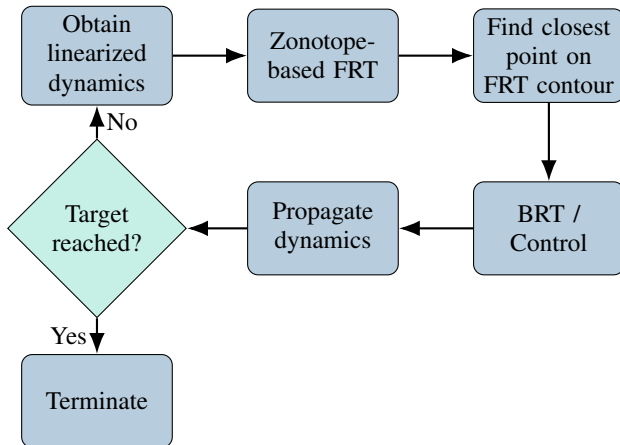 Obtain
linearized
dynamics
Zonotope-
based FRT
Find closest
point on
FRT contour
No
Target
reached?
Propagate
dynamics
BRT /
Control
Yes
Terminate